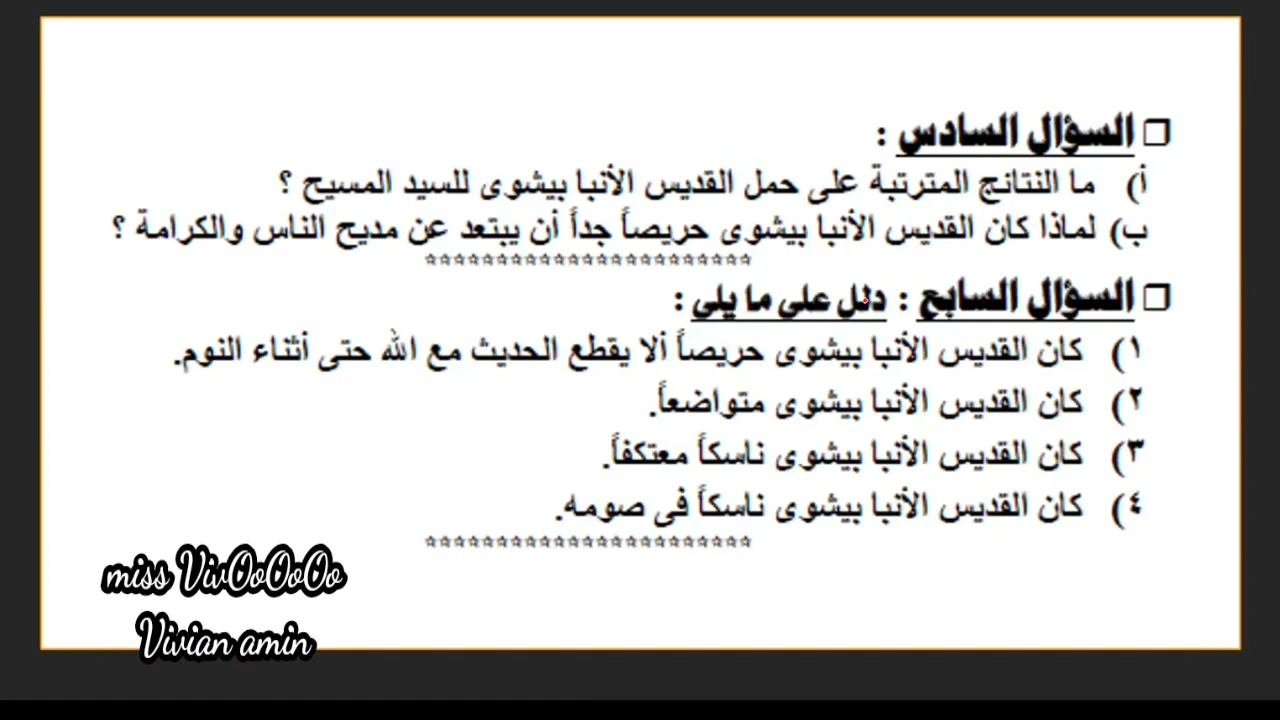 ❒ السؤال السادس :
أ) ما النتائج المترتبة على حمل القديس الأنبا بيشوى للسيد المسيح ؟
ب) لماذا كان القديس الأنبا بيشوى حريصاً جداً أن يبتعد عن مديح الناس والكرامة ؟
☆☆☆☆☆☆☆☆☆☆☆☆☆☆☆☆☆☆☆☆☆☆☆
❒ السؤال السابع : دلل على ما يلى :
١) كان القديس الأنبا بيشوى حريصاً ألا يقطع الحديث مع الله حتى أثناء النوم.
٢) كان القديس الأنبا بيشوى متواضعاً.
٣) كان القديس الأنبا بيشوى ناسكاً معتكفاً.
٤) كان القديس الأنبا بيشوى ناسكاً فى صومه.
☆☆☆☆☆☆☆☆☆☆☆☆☆☆☆☆☆☆☆☆☆☆☆
miss VivOoOoOo
Vivian amin